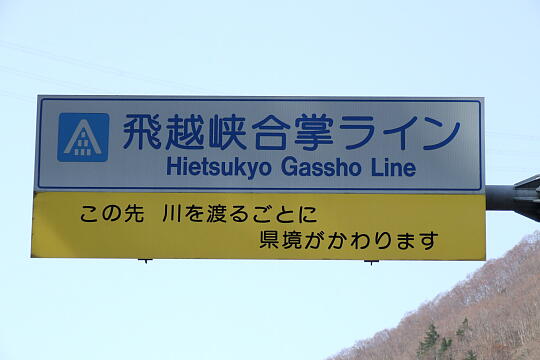 飛越峡合掌ライン
Hietsukyo Gassho Line
この先 川を渡るごとに
県境がかわります